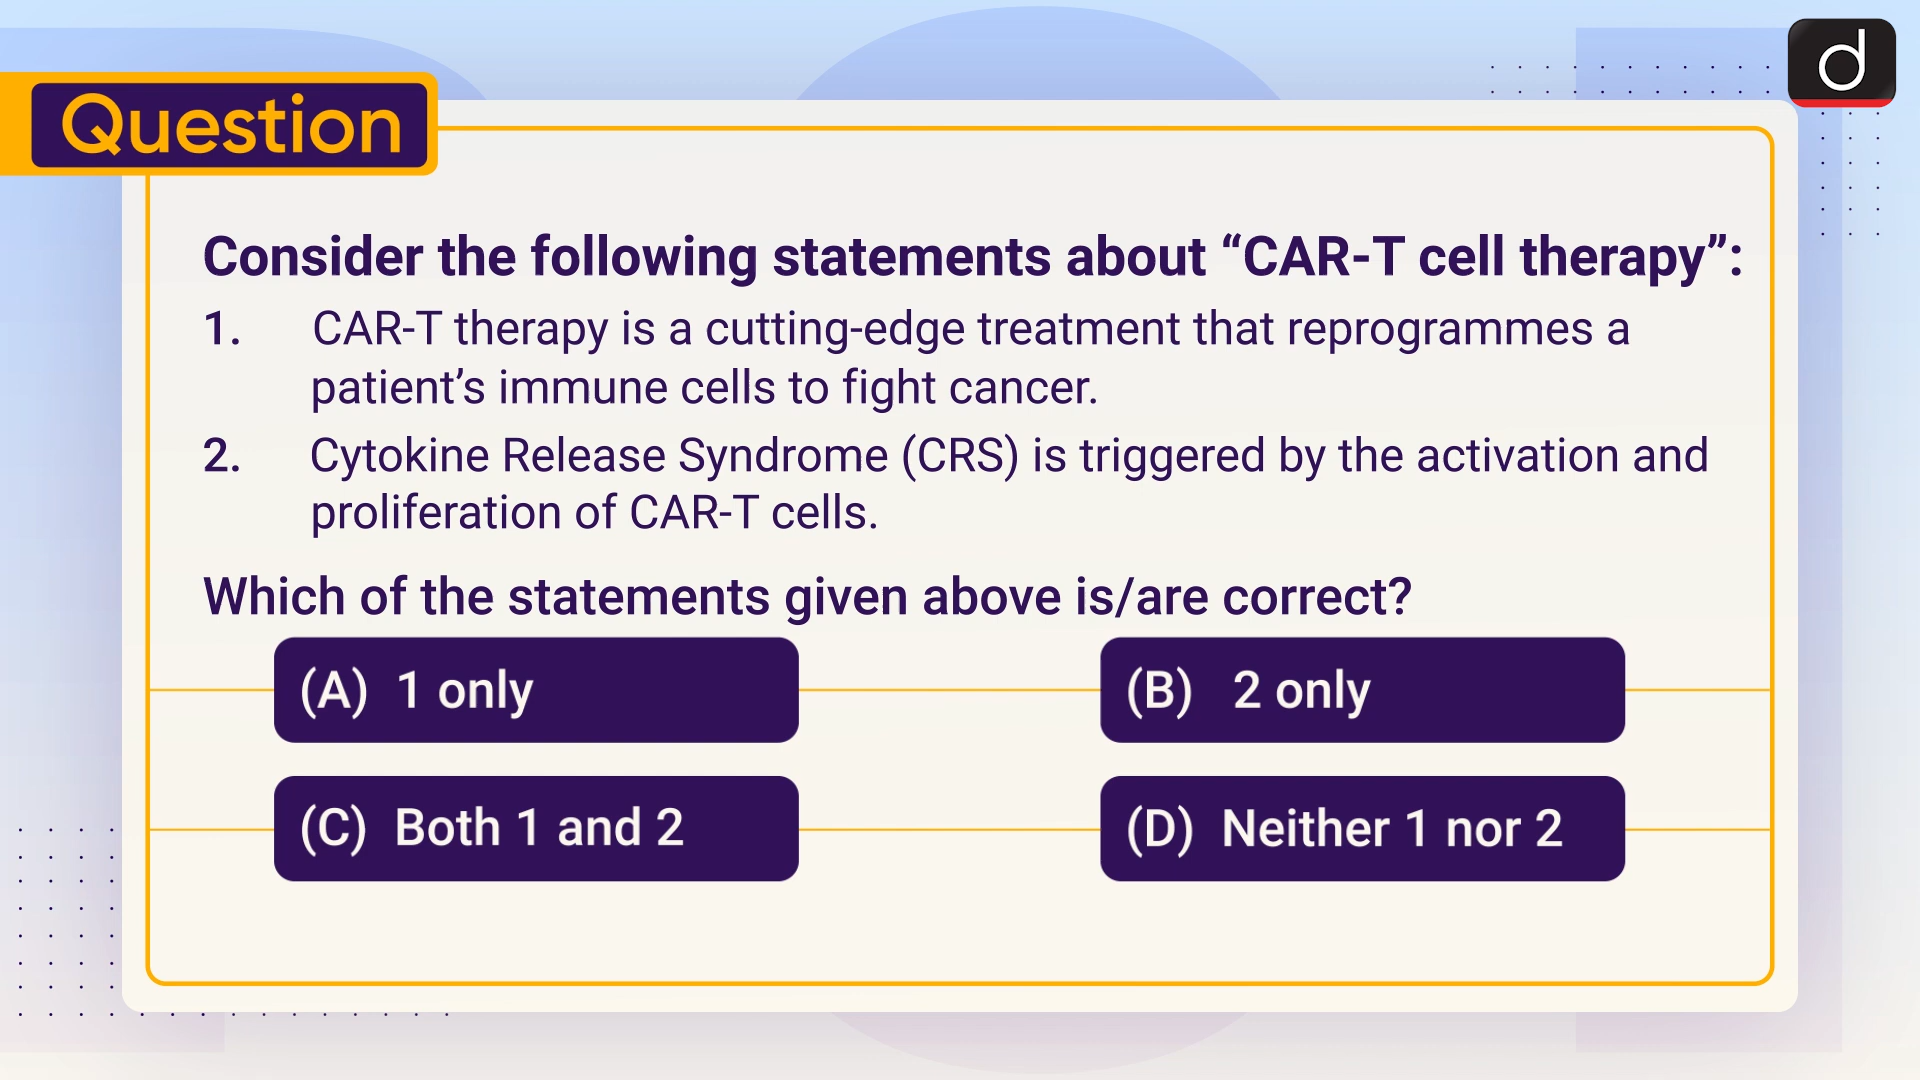 d
Question
Consider the following statements about “CAR-T cell therapy”:
1. CAR-T therapy is a cutting-edge treatment that reprogrammes a
patient’s immune cells to fight cancer.
2. Cytokine Release Syndrome (CRS) is triggered by the activation and
proliferation of CAR-T cells.
Which of the statements given above is/are correct?
(A) 1 only
(B) 2 only
(C) Both 1 and 2
(D) Neither 1 nor 2